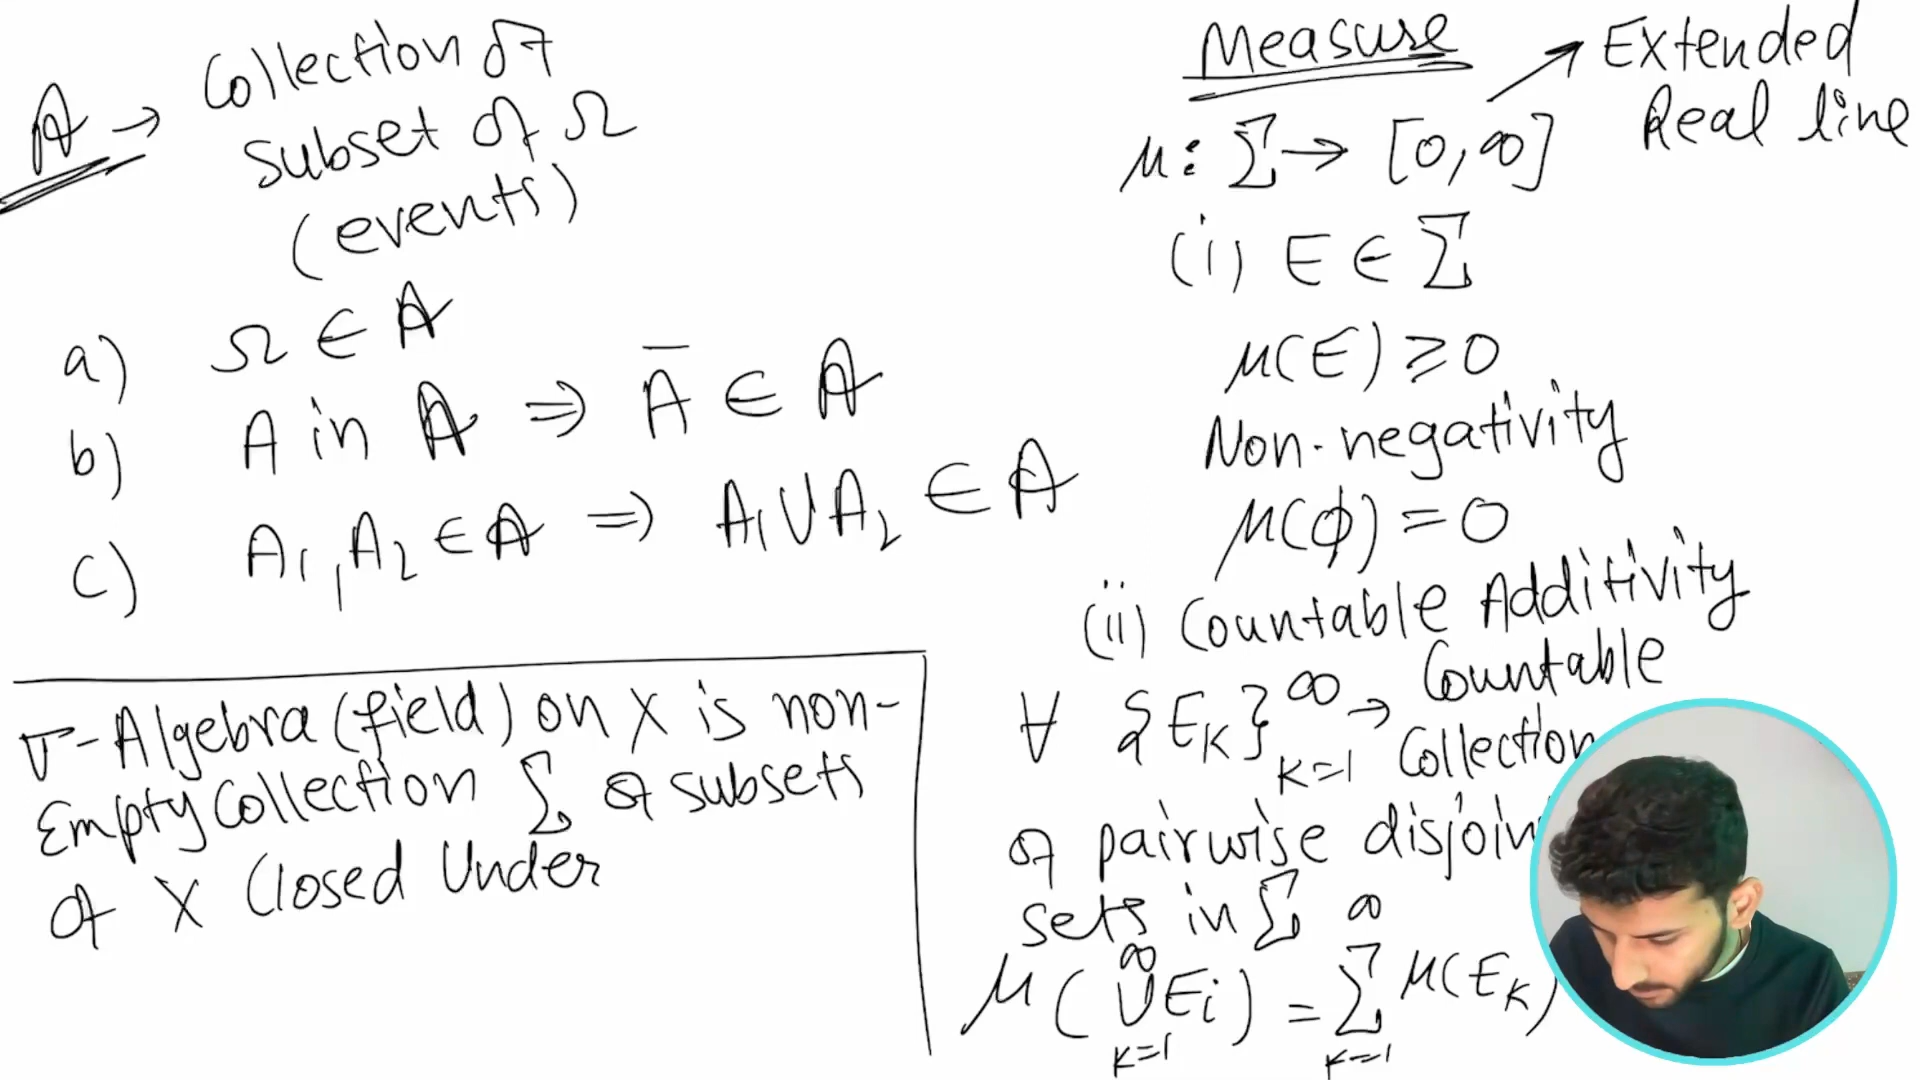 𝔸 → Collection of
subset of Ω
(events)
a) Ω ∈ 𝔸
b) A in 𝔸 ⇒ Ā ∈ 𝔸
c) A₁, A₂ ∈ 𝔸 ⇒ A₁ ∪ A₂ ∈ 𝔸
σ-Algebra (field) on X is non-
Empty Collection Σ of subsets
of X Closed Under
Measure
μ: Σ → [0, ∞] → Extended
Real line
(i) E ∈ Σ
μ(E) ≥ 0
Non-negativity
μ(ϕ) = 0
(ii) Countable Additivity
∀ {E_K}^∞_{K=1} → Countable
Collection
of pairwise disjoin
sets in Σ
μ(⋃^∞_{K=1} E_i) = Σ^∞_{K=1} μ(E_K)